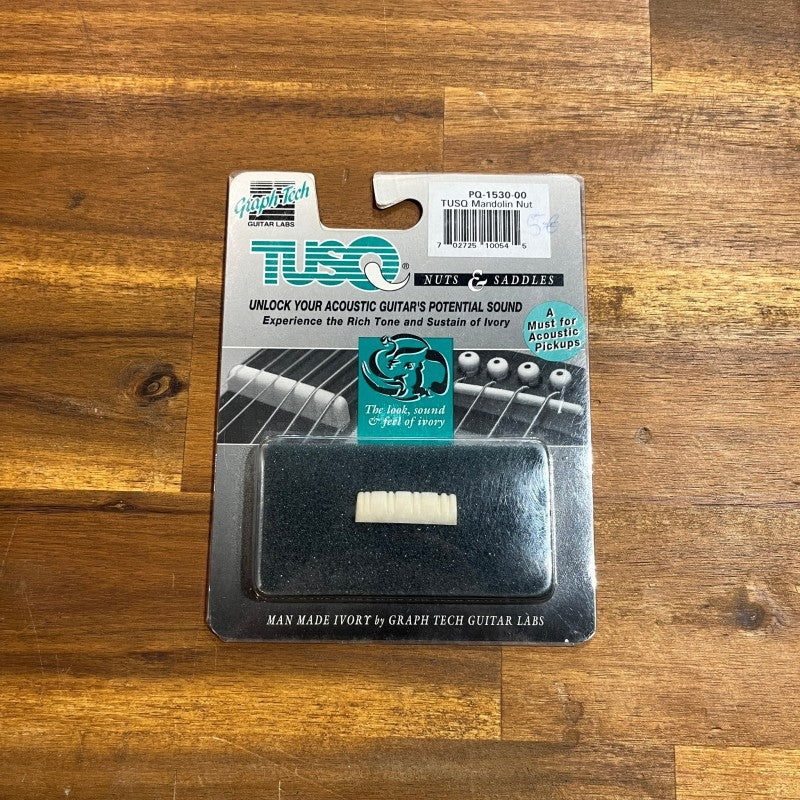 Graph Tech
GUITAR LABS
PQ-1530-00
TUSQ Mandolin Nut
5€
7 02725 10054 5
TUSQ®
NUTS & SADDLES
UNLOCK YOUR ACOUSTIC GUITAR'S POTENTIAL SOUND
Experience the Rich Tone and Sustain of Ivory
A
Must for
Acoustic
Pickups
The look, sound
& feel of ivory
MAN MADE IVORY by GRAPH TECH GUITAR LABS